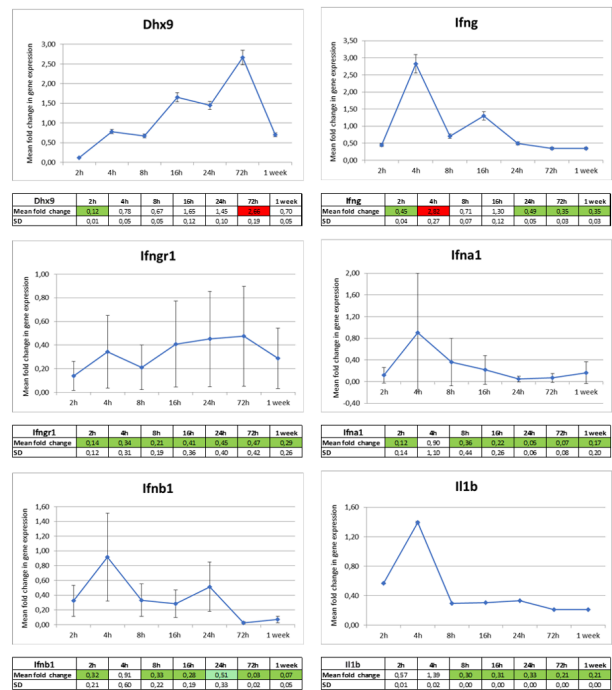 Dhx9
Mean fold change in gene expression
3,00
2,50
2,00
1,50
1,00
0,50
0,00
2h 4h 8h 16h 24h 72h 1 week
Dhx9 2h 4h 8h 16h 24h 72h 1 week
Mean fold change 0,12 0,78 0,67 1,65 1,45 0,70
SD 0,01 0,05 0,05 0,12 0,10 0,19 0,05
Ifng
Mean fold change in gene expression
3,50
3,00
2,50
2,00
1,50
1,00
0,50
0,00
2h 4h 8h 16h 24h 72h 1 week
Ifng 2h 4h 8h 16h 24h 72h 1 week
Mean fold change 0,45 0,71 1,30 0,49 0,35 0,35
SD 0,04 0,27 0,07 0,12 0,05 0,03 0,03
Ifngr1
Mean fold change in gene expression
1,00
0,80
0,60
0,40
0,20
0,00
2h 4h 8h 16h 24h 72h 1 week
Ifngr1 2h 4h 8h 16h 24h 72h 1 week
Mean fold change 0,14 0,34 0,21 0,41 0,45 0,47 0,29
SD 0,12 0,31 0,19 0,36 0,40 0,42 0,26
Ifna1
Mean fold change in gene expression
2,00
1,60
1,20
0,80
0,40
0,00
-0,40
2h 4h 8h 16h 24h 72h 1 week
Ifna1 2h 4h 8h 16h 24h 72h 1 week
Mean fold change 0,12 0,90 0,36 0,22 0,05 0,07 0,17
SD 0,14 1,10 0,44 0,26 0,06 0,08 0,20
Ifnb1
Mean fold change in gene expression
1,60
1,40
1,20
1,00
0,80
0,60
0,40
0,20
0,00
2h 4h 8h 16h 24h 72h 1 week
Ifnb1 2h 4h 8h 16h 24h 72h 1 week
Mean fold change 0,32 0,91 0,33 0,28 0,51 0,03 0,07
SD 0,21 0,60 0,22 0,19 0,33 0,02 0,05
Il1b
Mean fold change in gene expression
1,60
1,20
0,80
0,40
0,00
2h 4h 8h 16h 24h 72h 1 week
Il1b 2h 4h 8h 16h 24h 72h 1 week
Mean fold change 0,57 1,39 0,30 0,31 0,33 0,21 0,21
SD 0,01 0,02 0,00 0,00 0,00 0,00 0,00